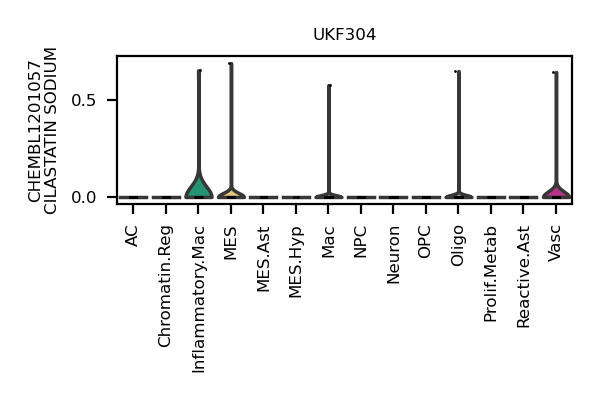 UKF304
CHEMBL1201057
CILASTATIN SODIUM
0.5
0.0
AC
Chromatin.Reg
Inflammatory.Mac
MES
MES.Ast
MES.Hyp
Mac
NPC
Neuron
OPC
Oligo
Prolif.Metab
Reactive.Ast
Vasc